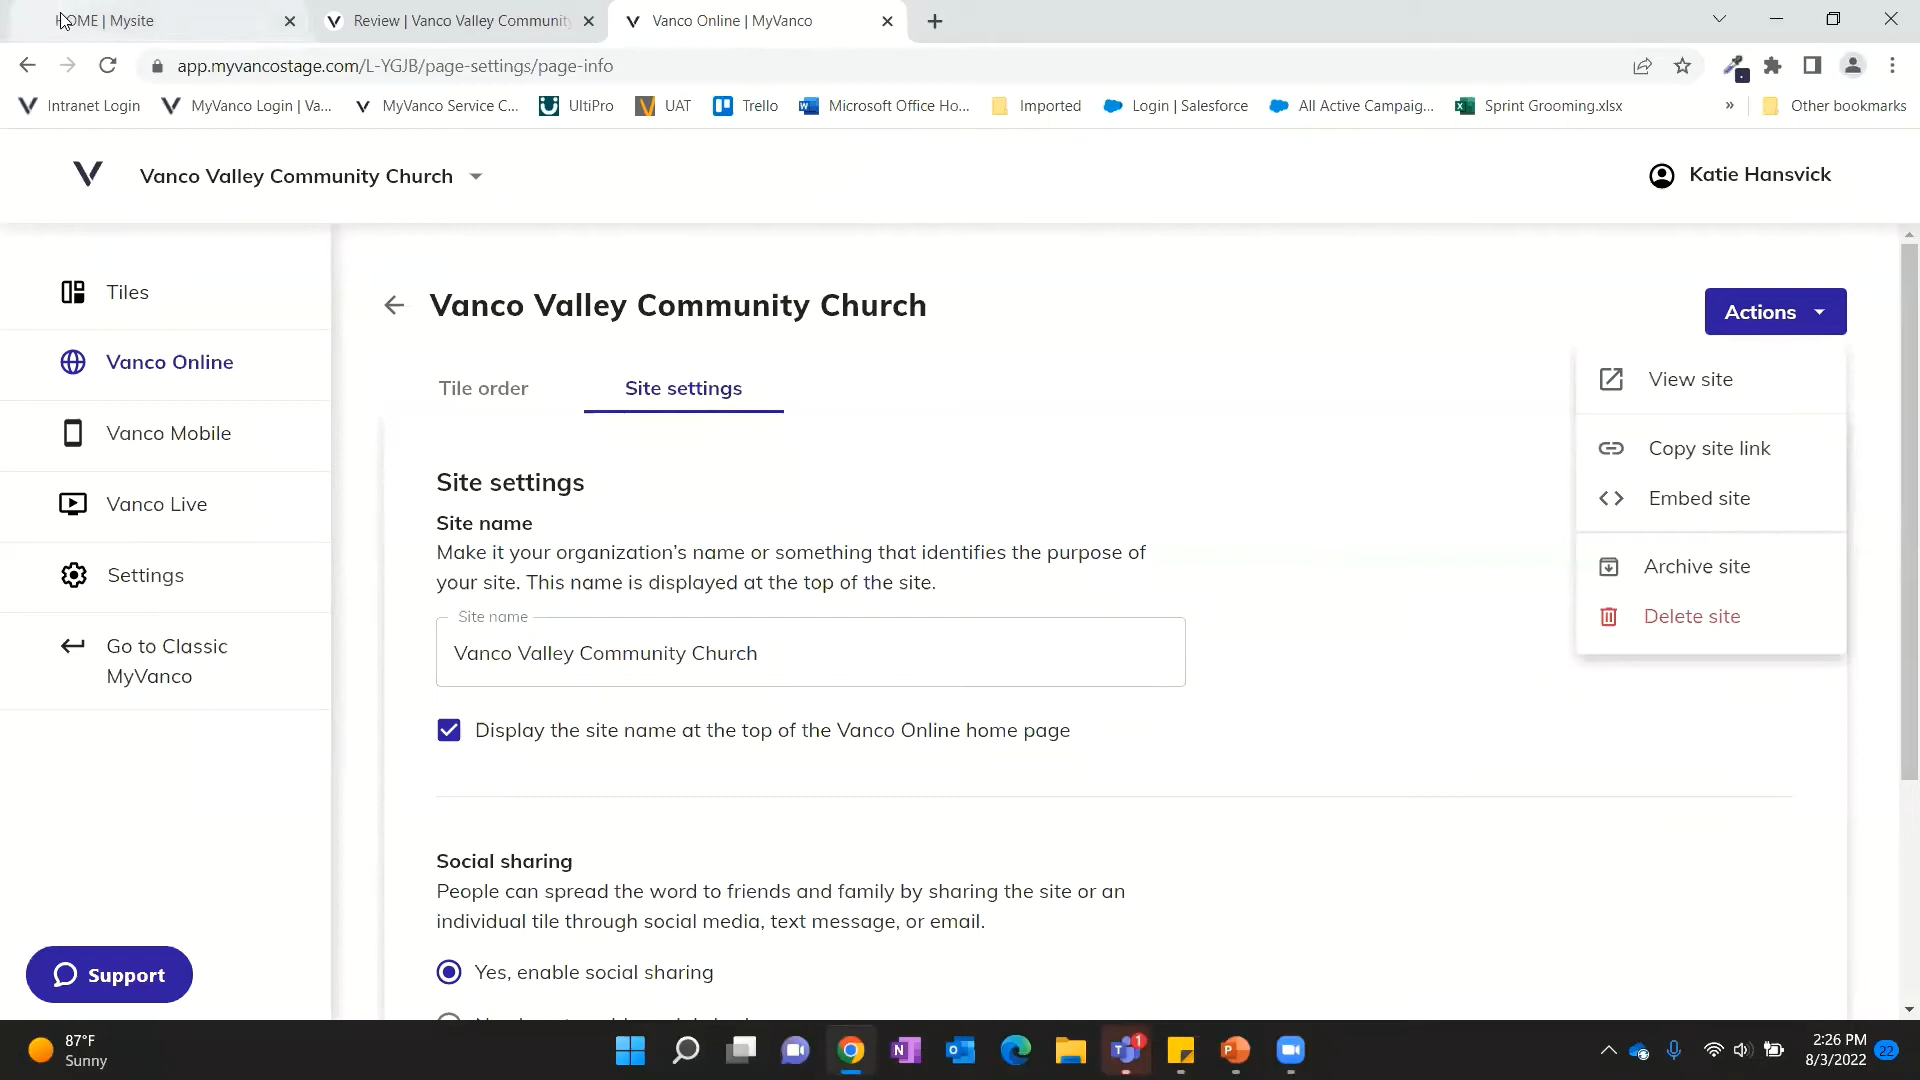 HOME | Mysite
Review | Vanco Valley Community
Vanco Online | MyVanco
app.myvancostage.com/L-YGJB/page-settings/page-info
Intranet Login
MyVanco Login | Va...
MyVanco Service C...
UltiPro
UAT
Trello
Microsoft Office Ho...
Imported
Login | Salesforce
All Active Campaig...
Sprint Grooming.xlsx
»
Other bookmarks
Vanco Valley Community Church
Katie Hansvick
Tiles
Vanco Online
Vanco Mobile
Vanco Live
Settings
Go to Classic
MyVanco
Support
Vanco Valley Community Church
Actions
View site
Copy site link
Embed site
Archive site
Delete site
Tile order
Site settings
Site settings
Site name
Make it your organization's name or something that identifies the purpose of
your site. This name is displayed at the top of the site.
Site name
Vanco Valley Community Church
Display the site name at the top of the Vanco Online home page
Social sharing
People can spread the word to friends and family by sharing the site or an
individual tile through social media, text message, or email.
Yes, enable social sharing
87°F
Sunny
1
2:26 PM
8/3/2022
22